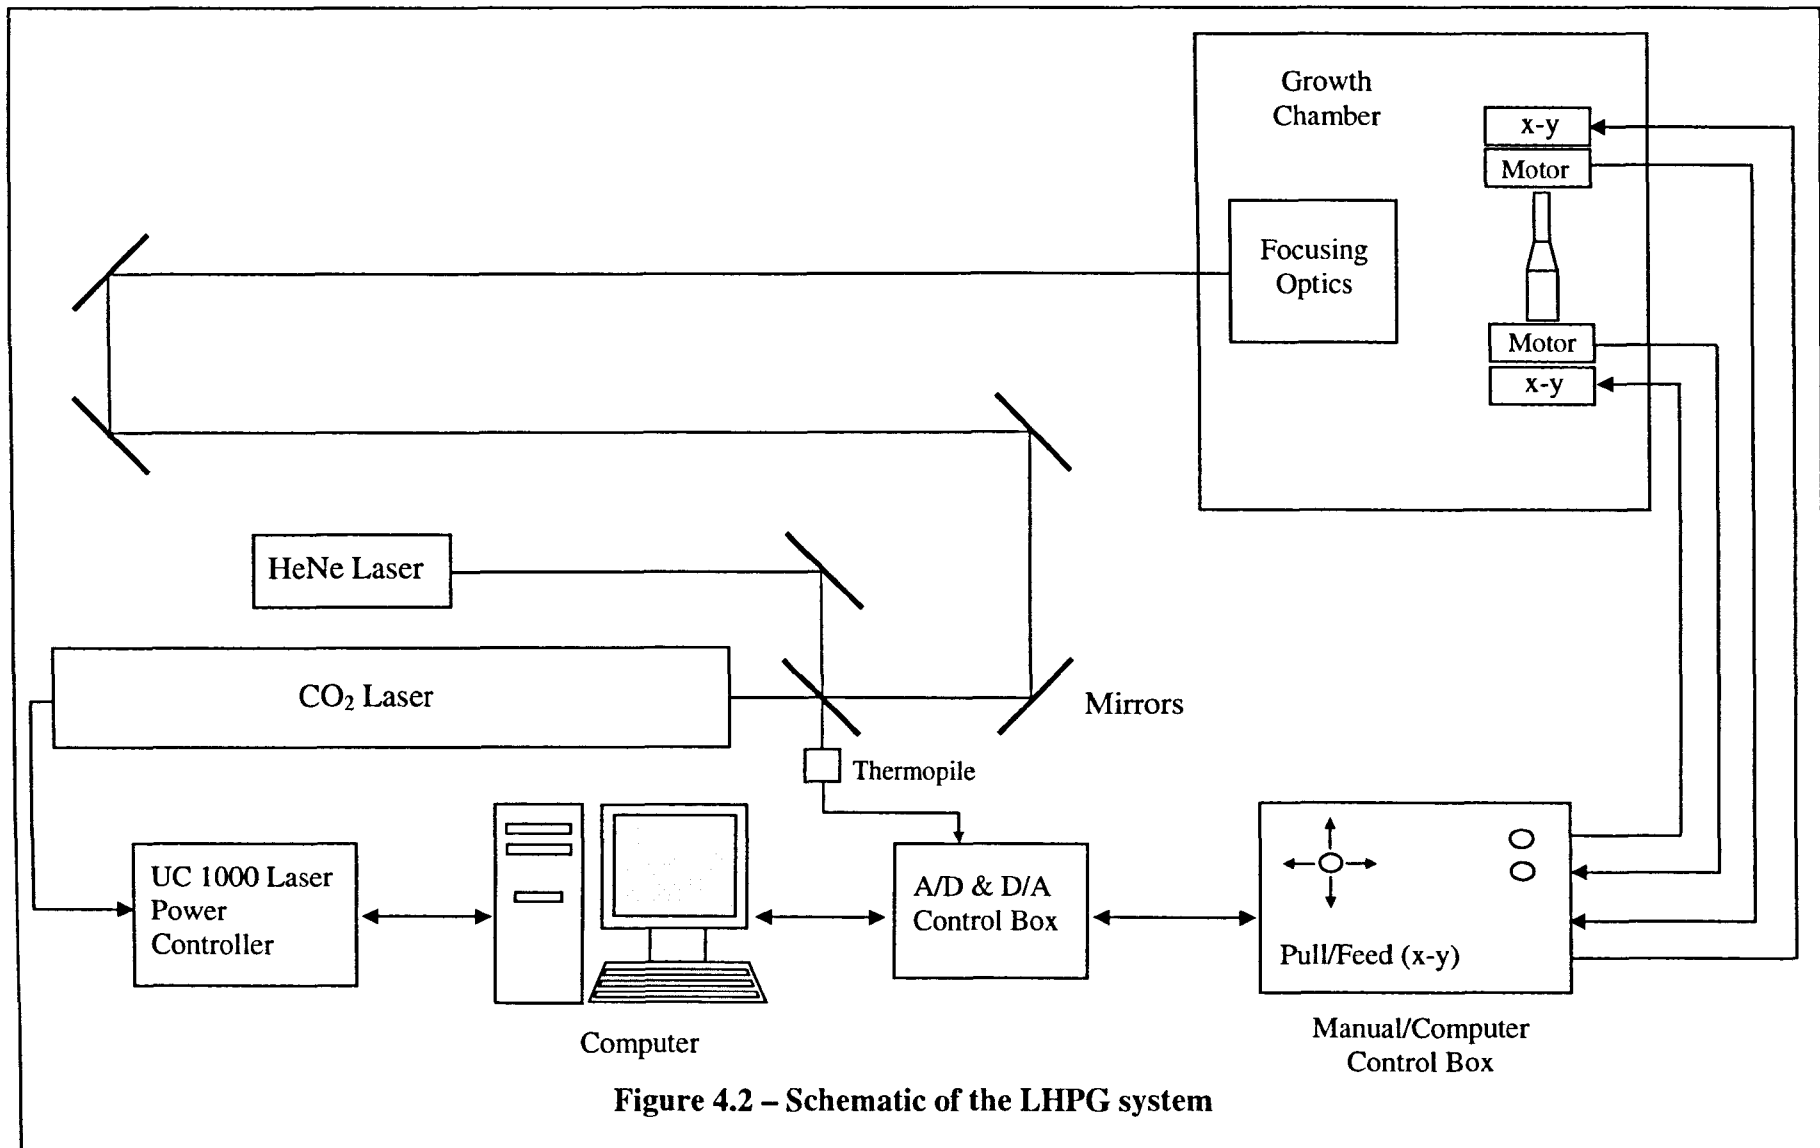 Growth
Chamber
x-y
Motor
Focusing
Optics
Motor
x-y
HeNe Laser
CO₂ Laser
Mirrors
Thermopile
UC 1000 Laser
Power
Controller
A/D & D/A
Control Box
Pull/Feed (x-y)
Computer
Manual/Computer
Control Box
Figure 4.2 – Schematic of the LHPG system